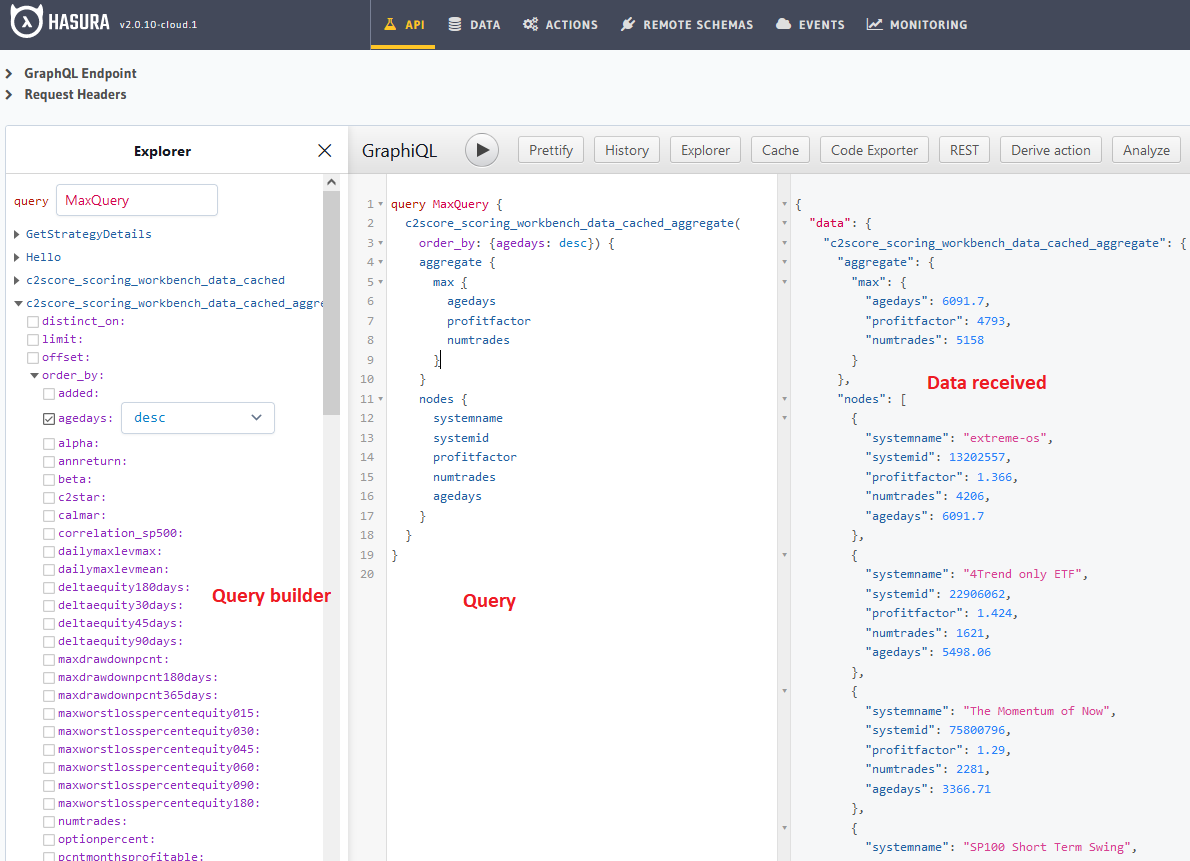 HASURA v2.0.10-cloud.1
API
DATA
ACTIONS
REMOTE SCHEMAS
EVENTS
MONITORING
GraphQL Endpoint
Request Headers
Explorer
query MaxQuery
GetStrategyDetails
Hello
c2score_scoring_workbench_data_cached
c2score_scoring_workbench_data_cached_aggre
distinct_on:
limit:
offset:
order_by:
added:
agedays: desc
alpha:
annreturn:
beta:
c2star:
calmar:
correlation_sp500:
dailymaxlevmax:
dailymaxlevmean:
deltaequity180days:
deltaequity30days:
deltaequity45days:
deltaequity90days:
maxdrawdownpcnt:
maxdrawdownpcnt180days:
maxdrawdownpcnt365days:
maxworstlosspercentequity015:
maxworstlosspercentequity030:
maxworstlosspercentequity045:
maxworstlosspercentequity060:
maxworstlosspercentequity090:
maxworstlosspercentequity180:
numtrades:
optionpercent:
pcntmonthsprofitable:
Query builder
GraphiQL
Prettify
History
Explorer
Cache
Code Exporter
REST
Derive action
Analyze
1 query MaxQuery {
2 c2score_scoring_workbench_data_cached_aggregate(
3 order_by: {agedays: desc}) {
4 aggregate {
5 max {
6 agedays
7 profitfactor
8 numtrades
9 }
10 }
11 nodes {
12 systemname
13 systemid
14 profitfactor
15 numtrades
16 agedays
17 }
18 }
19 }
20
Query
{
"data": {
"c2score_scoring_workbench_data_cached_aggregate": {
"aggregate": {
"max": {
"agedays": 6091.7,
"profitfactor": 4793,
"numtrades": 5158
}
},
Data received
"nodes": [
{
"systemname": "extreme-os",
"systemid": 13202557,
"profitfactor": 1.366,
"numtrades": 4206,
"agedays": 6091.7
},
{
"systemname": "4Trend only ETF",
"systemid": 22906062,
"profitfactor": 1.424,
"numtrades": 1621,
"agedays": 5498.06
},
{
"systemname": "The Momentum of Now",
"systemid": 75800796,
"profitfactor": 1.29,
"numtrades": 2281,
"agedays": 3366.71
},
{
"systemname": "SP100 Short Term Swing",